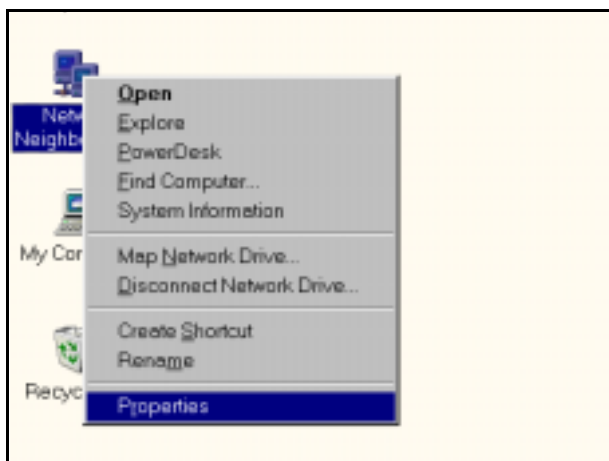 Netw
Neighb
My Con
Recyc
Open
Explore
PowerDesk
Find Computer...
System Information
Map Network Drive...
Disconnect Network Drive...
Create Shortcut
Rename
Properties